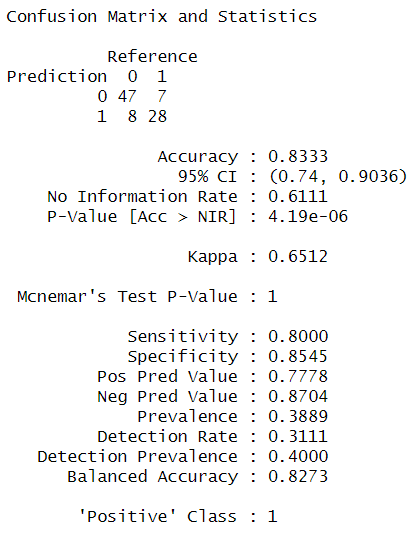 Confusion Matrix and Statistics
Reference
Prediction 0 1
0 47 7
1 8 28
Accuracy : 0.8333
95% CI : (0.74, 0.9036)
No Information Rate : 0.6111
P-Value [Acc > NIR] : 4.19e-06
Kappa : 0.6512
Mcnemar's Test P-Value : 1
Sensitivity : 0.8000
Specificity : 0.8545
Pos Pred Value : 0.7778
Neg Pred Value : 0.8704
Prevalence : 0.3889
Detection Rate : 0.3111
Detection Prevalence : 0.4000
Balanced Accuracy : 0.8273
'Positive' Class : 1